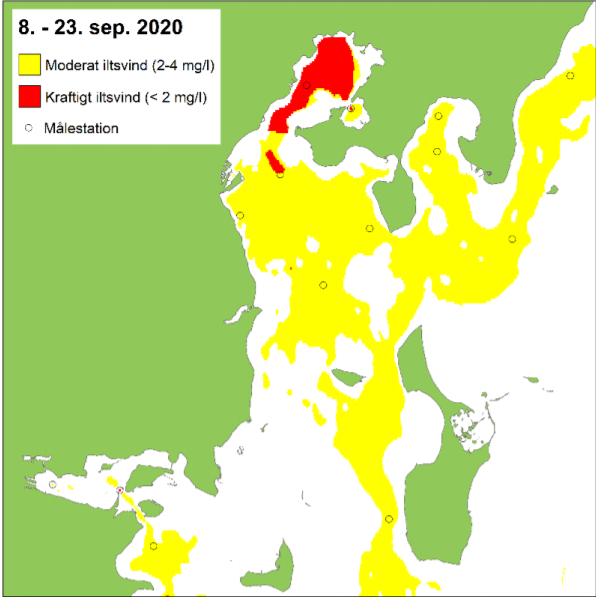 8. - 23. sep. 2020
Moderat iltsvind (2-4 mg/l)
Kraftigt iltsvind (< 2 mg/l)
Målestation